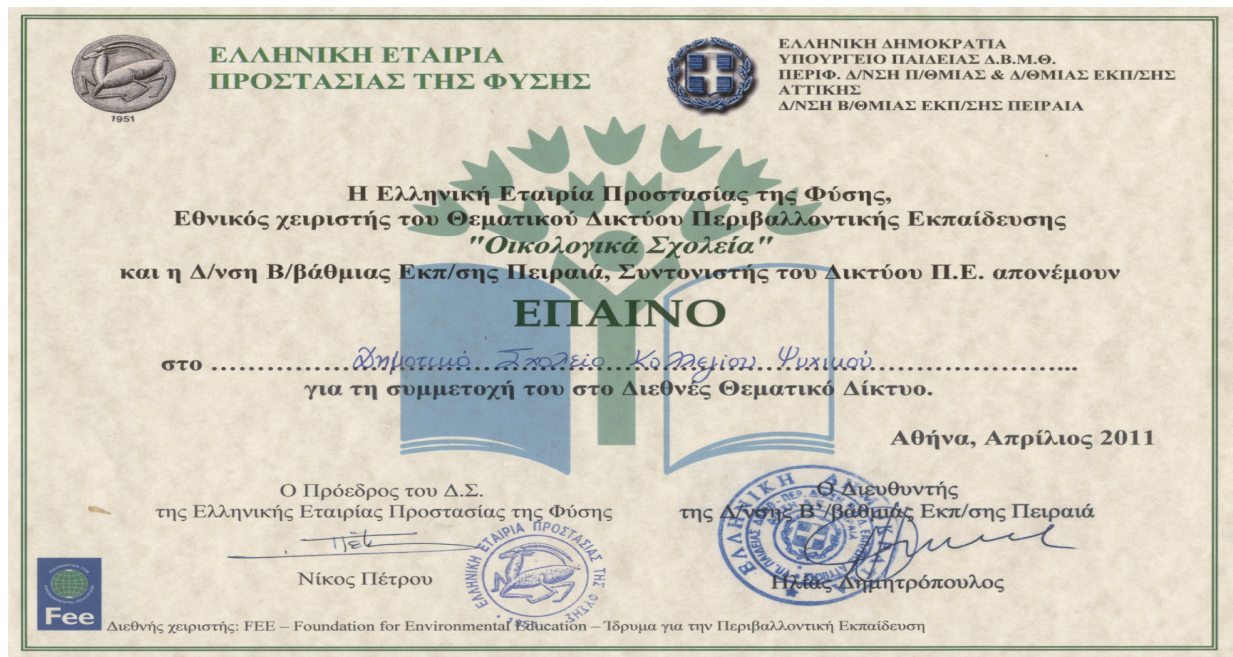 ΕΛΛΗΝΙΚΗ ΕΤΑΙΡΙΑ
ΠΡΟΣΤΑΣΙΑΣ ΤΗΣ ΦΥΣΗΣ
1951
ΕΛΛΗΝΙΚΗ ΔΗΜΟΚΡΑΤΙΑ
ΥΠΟΥΡΓΕΙΟ ΠΑΙΔΕΙΑΣ Δ.Β.Μ.Θ.
ΠΕΡΙΦ. Δ/ΝΣΗ Π/ΘΜΙΑΣ & Δ/ΘΜΙΑΣ ΕΚΠ/ΣΗΣ
ΑΤΤΙΚΗΣ
Δ/ΝΣΗ Β/ΘΜΙΑΣ ΕΚΠ/ΣΗΣ ΠΕΙΡΑΙΑ
Η Ελληνική Εταιρία Προστασίας της Φύσης,
Εθνικός χειριστής του Θεματικού Δικτύου Περιβαλλοντικής Εκπαίδευσης
"Οικολογικά Σχολεία"
και η Δ/νση Β/βάθμιας Εκπ/σης Πειραιά, Συντονιστής του Δικτύου Π.Ε. απονέμουν
ΕΠΑΙΝΟ
στο Δημοτικό Σχολείο Κολλεγίου Ψυχικού
για τη συμμετοχή του στο Διεθνές Θεματικό Δίκτυο.
Αθήνα, Απρίλιος 2011
Ο Πρόεδρος του Δ.Σ.
της Ελληνικής Εταιρίας Προστασίας της Φύσης
Νίκος Πέτρου
ΕΛΛΗΝΙΚΗ ΕΤΑΙΡΙΑ ΠΡΟΣΤΑΣΙΑΣ ΤΗΣ ΦΥΣΗΣ
1951
Ο Διευθυντής
της Δ/νσης Β΄/βάθμιας Εκπ/σης Πειραιά
Ηλίας Δημητρόπουλος
ΕΛΛΗΝΙΚΗ ΔΗΜΟΚΡΑΤΙΑ
Fee
Διεθνής χειριστής: FEE – Foundation for Environmental Education – Ίδρυμα για την Περιβαλλοντική Εκπαίδευση